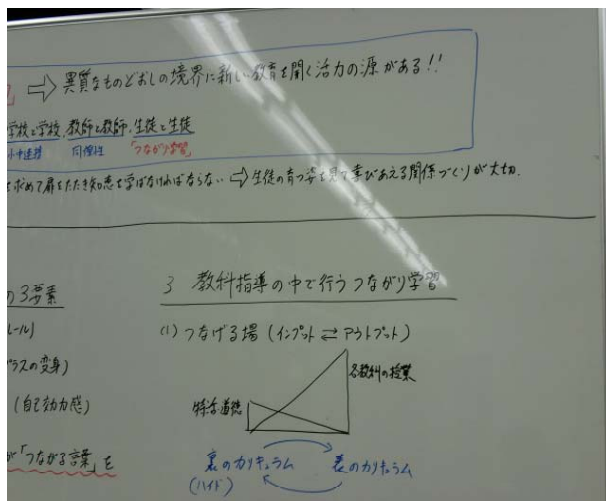 ⇨ 異質なものどおしの境界に新しい教育を開く活力の源がある!!
学校と学校、教師と教師、生徒と生徒
小中連携 同僚性 「つながり学習」
を求めて扉をたたき知恵を学ばなければならない ⇨ 生徒の育つ姿を見て喜びあえる関係づくりが大切.
の3要素
ルール)
プラスの変身)
(自己効力感)
が「つながる言葉」を
3 教科指導の中で行うつながり学習
(1) つなげる場 (インプット ⇄ アウトプット)
各教科の授業
特活道徳
裏のカリキュラム 表のカリキュラム
(ハイド)